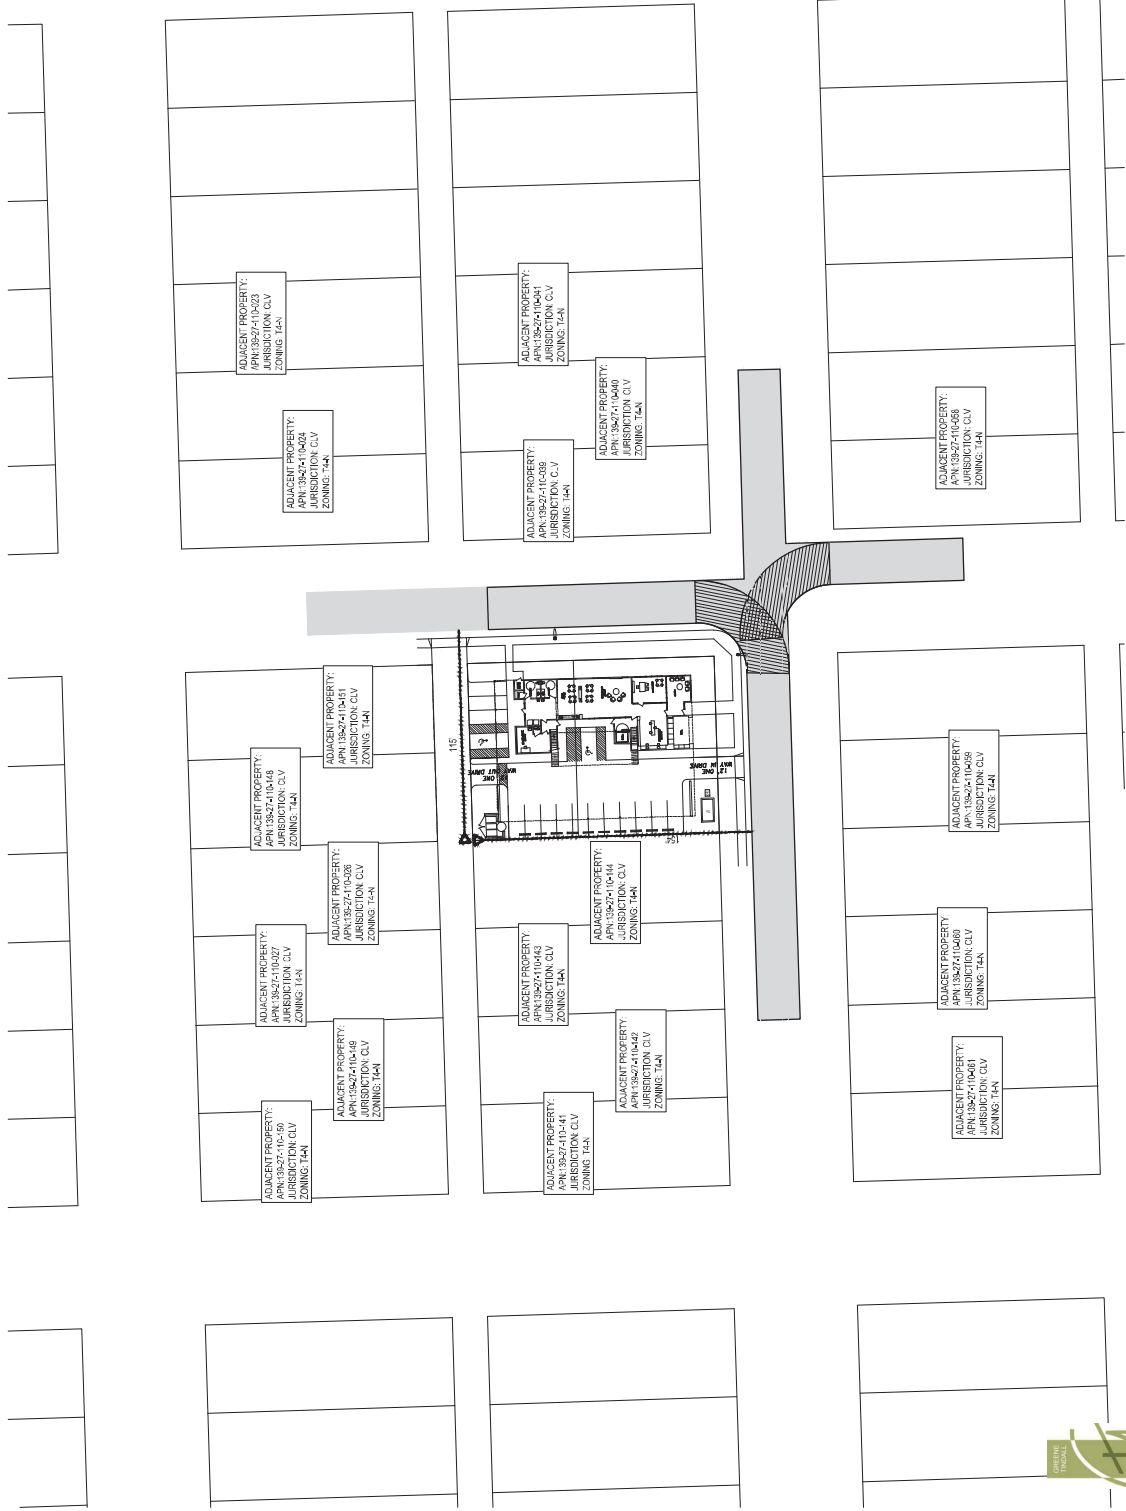 ADJACENT PROPERTY:
APN:139-27-110-023
JURISDICTION: CLV
ZONING: T4-N
ADJACENT PROPERTY:
APN:139-27-110-041
JURISDICTION: CLV
ZONING: T4-N
ADJACENT PROPERTY:
APN:139-27-110-040
JURISDICTION: CLV
ZONING: T4-N
ADJACENT PROPERTY:
APN:139-27-110-058
JURISDICTION: CLV
ZONING: T4-N
ADJACENT PROPERTY:
APN:139-27-110-024
JURISDICTION: CLV
ZONING: T4-N
ADJACENT PROPERTY:
APN:139-27-110-039
JURISDICTION: CLV
ZONING: T4-N
ADJACENT PROPERTY:
APN:139-27-110-151
JURISDICTION: CLV
ZONING: T4-N
115'
WAY OUT DRIVE
ONE
12' ONE
WAY IN DRIVE
ADJACENT PROPERTY:
APN:139-27-110-148
JURISDICTION: CLV
ZONING: T4-N
ADJACENT PROPERTY:
APN:139-27-110-059
JURISDICTION: CLV
ZONING: T4-N
ADJACENT PROPERTY:
APN:139-27-110-026
JURISDICTION: CLV
ZONING: T4-N
ADJACENT PROPERTY:
APN:139-27-110-144
JURISDICTION: CLV
ZONING: T4-N
ADJACENT PROPERTY:
APN:139-27-110-027
JURISDICTION: CLV
ZONING: T4-N
ADJACENT PROPERTY:
APN:139-27-110-143
JURISDICTION: CLV
ZONING: T4-N
ADJACENT PROPERTY
APN:139-27-110-060
JURISDICTION: CLV
ZONING: T4-N
ADJACENT PROPERTY:
APN:139-27-110-149
JURISDICTION: CLV
ZONING: T4-N
ADJACENT PROPERTY:
APN:139-27-110-142
JURISDICTION: CLV
ZONING: T4-N
ADJACENT PROPERTY:
APN:139-27-110-061
JURISDICTION: CLV
ZONING: T4-N
ADJACENT PROPERTY:
APN:139-27-110-150
JURISDICTION: CLV
ZONING: T4-N
ADJACENT PROPERTY:
APN:139-27-110-141
JURISDICTION: CLV
ZONING: T4-N
GREENE
TINDALL